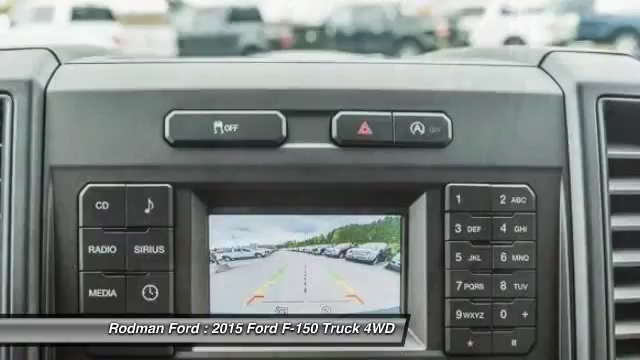 OFF
OFF
CD
RADIO SIRIUS
MEDIA
1 2 ABC
3 DEF 4 GHI
5 JKL 6 MNO
7 PQRS 8 TUV
9 WXYZ 0 +
* #
Rodman Ford : 2015 Ford F-150 Truck 4WD